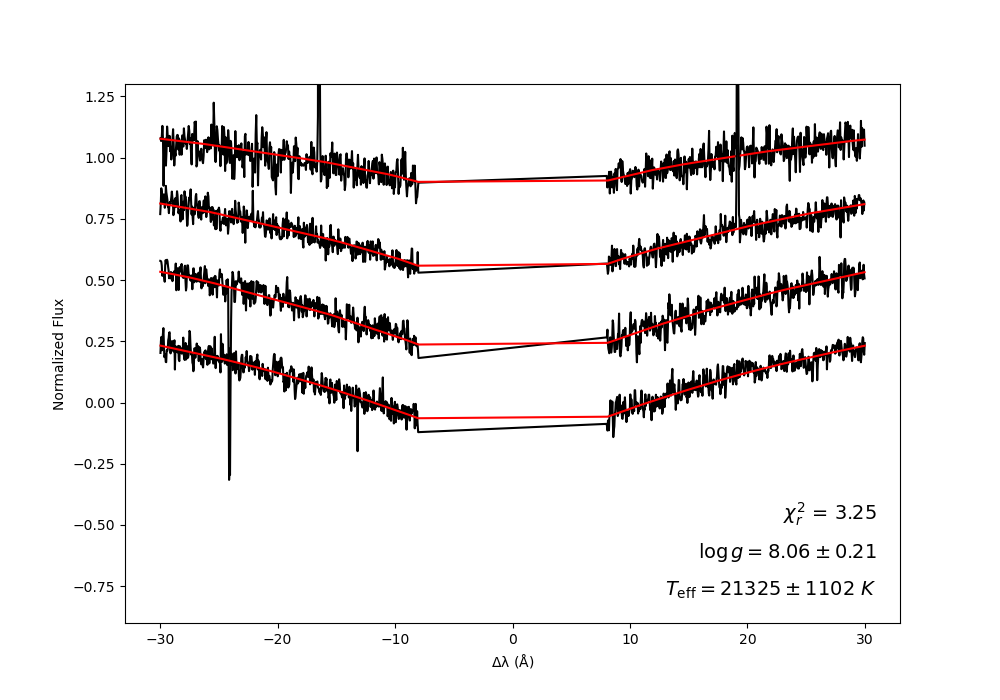 1.25
1.00
0.75
0.50
0.25
0.00
−0.25
−0.50
−0.75
Normalized Flux
χ²ᵣ = 3.25
log g = 8.06 ± 0.21
T_eff = 21325 ± 1102 K
−30 −20 −10 0 10 20 30
Δλ (Å)